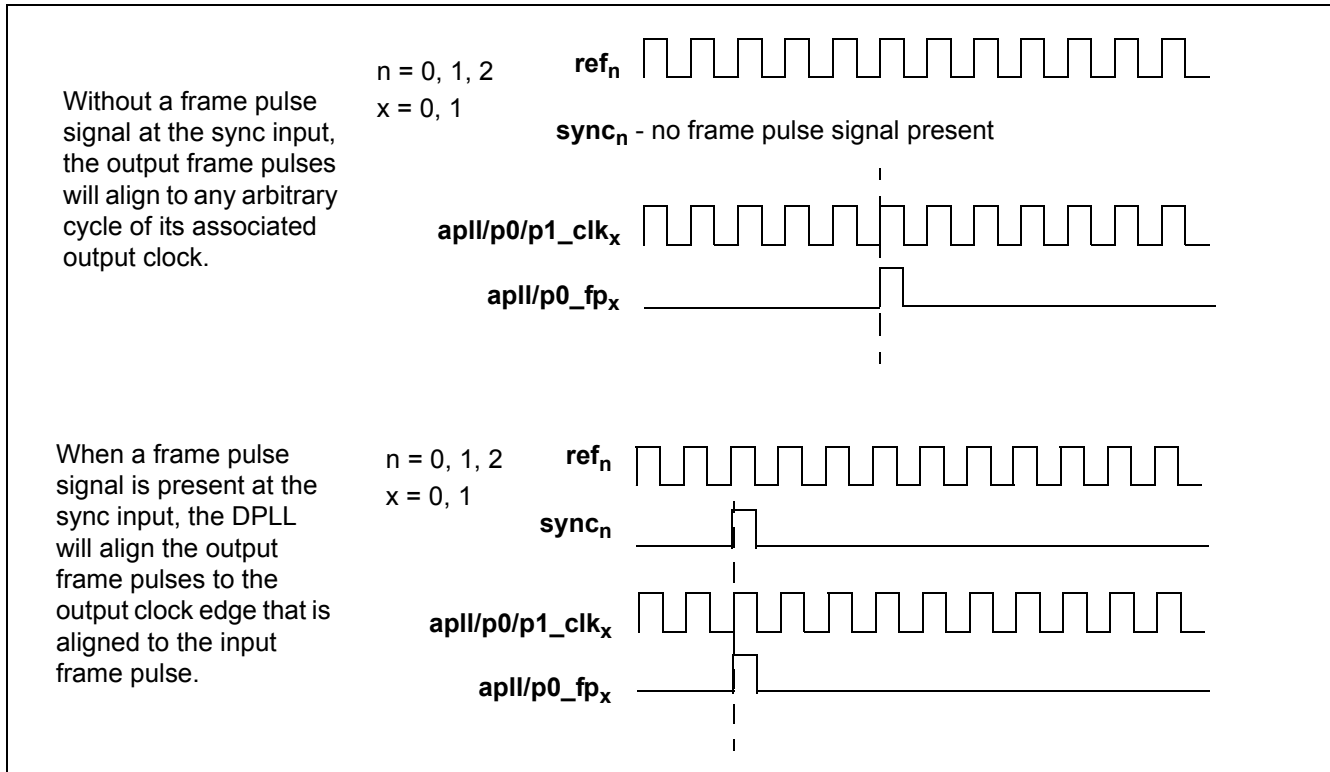 Without a frame pulse
signal at the sync input,
the output frame pulses
will align to any arbitrary
cycle of its associated
output clock.
n = 0, 1, 2
x = 0, 1
refn
syncn - no frame pulse signal present
apll/p0/p1_clkx
apll/p0_fpx
When a frame pulse
signal is present at the
sync input, the DPLL
will align the output
frame pulses to the
output clock edge that is
aligned to the input
frame pulse.
n = 0, 1, 2
x = 0, 1
refn
syncn
apll/p0/p1_clkx
apll/p0_fpx